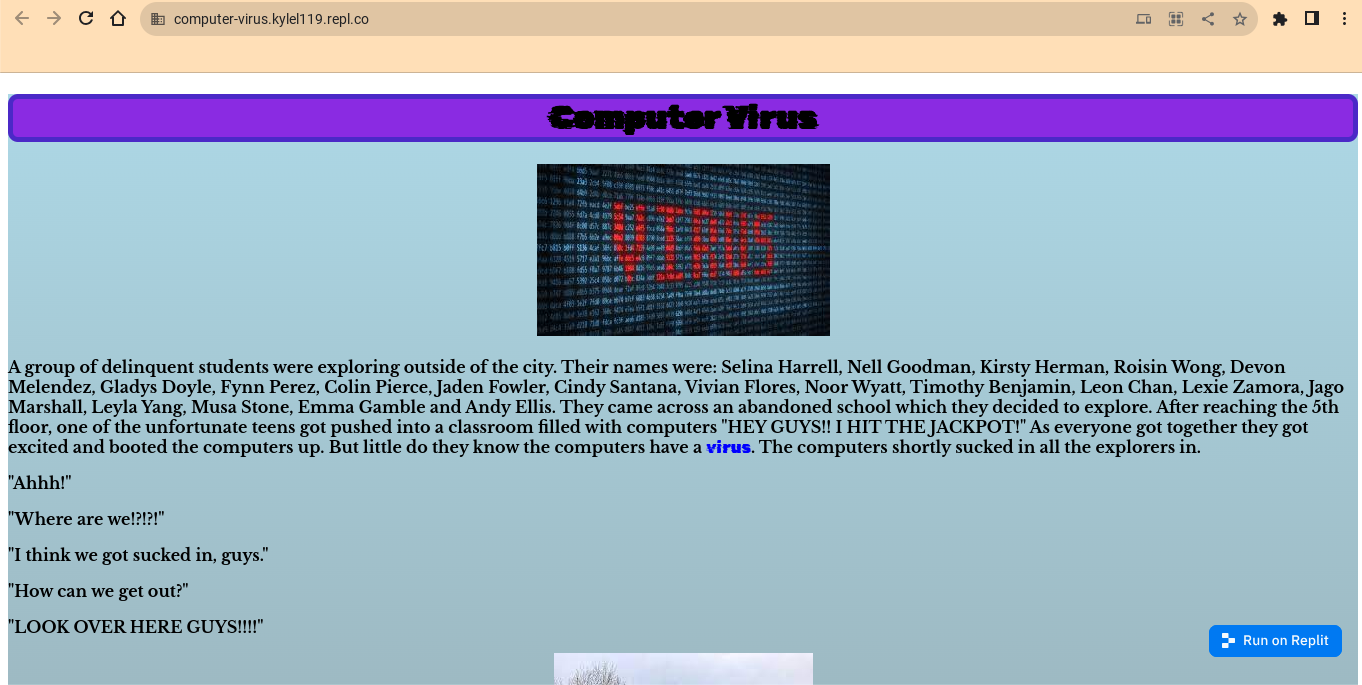 computer-virus.kylel119.repl.co
Computer Virus
VIRUS
A group of delinquent students were exploring outside of the city. Their names were: Selina Harrell, Nell Goodman, Kirsty Herman, Roisin Wong, Devon
Melendez, Gladys Doyle, Fynn Perez, Colin Pierce, Jaden Fowler, Cindy Santana, Vivian Flores, Noor Wyatt, Timothy Benjamin, Leon Chan, Lexie Zamora, Jago
Marshall, Leyla Yang, Musa Stone, Emma Gamble and Andy Ellis. They came across an abandoned school which they decided to explore. After reaching the 5th
floor, one of the unfortunate teens got pushed into a classroom filled with computers "HEY GUYS!! I HIT THE JACKPOT!" As everyone got together they got
excited and booted the computers up. But little do they know the computers have a virus. The computers shortly sucked in all the explorers in.
"Ahhh!"
"Where are we!?!?!"
"I think we got sucked in, guys."
"How can we get out?"
"LOOK OVER HERE GUYS!!!!"
Run on Replit